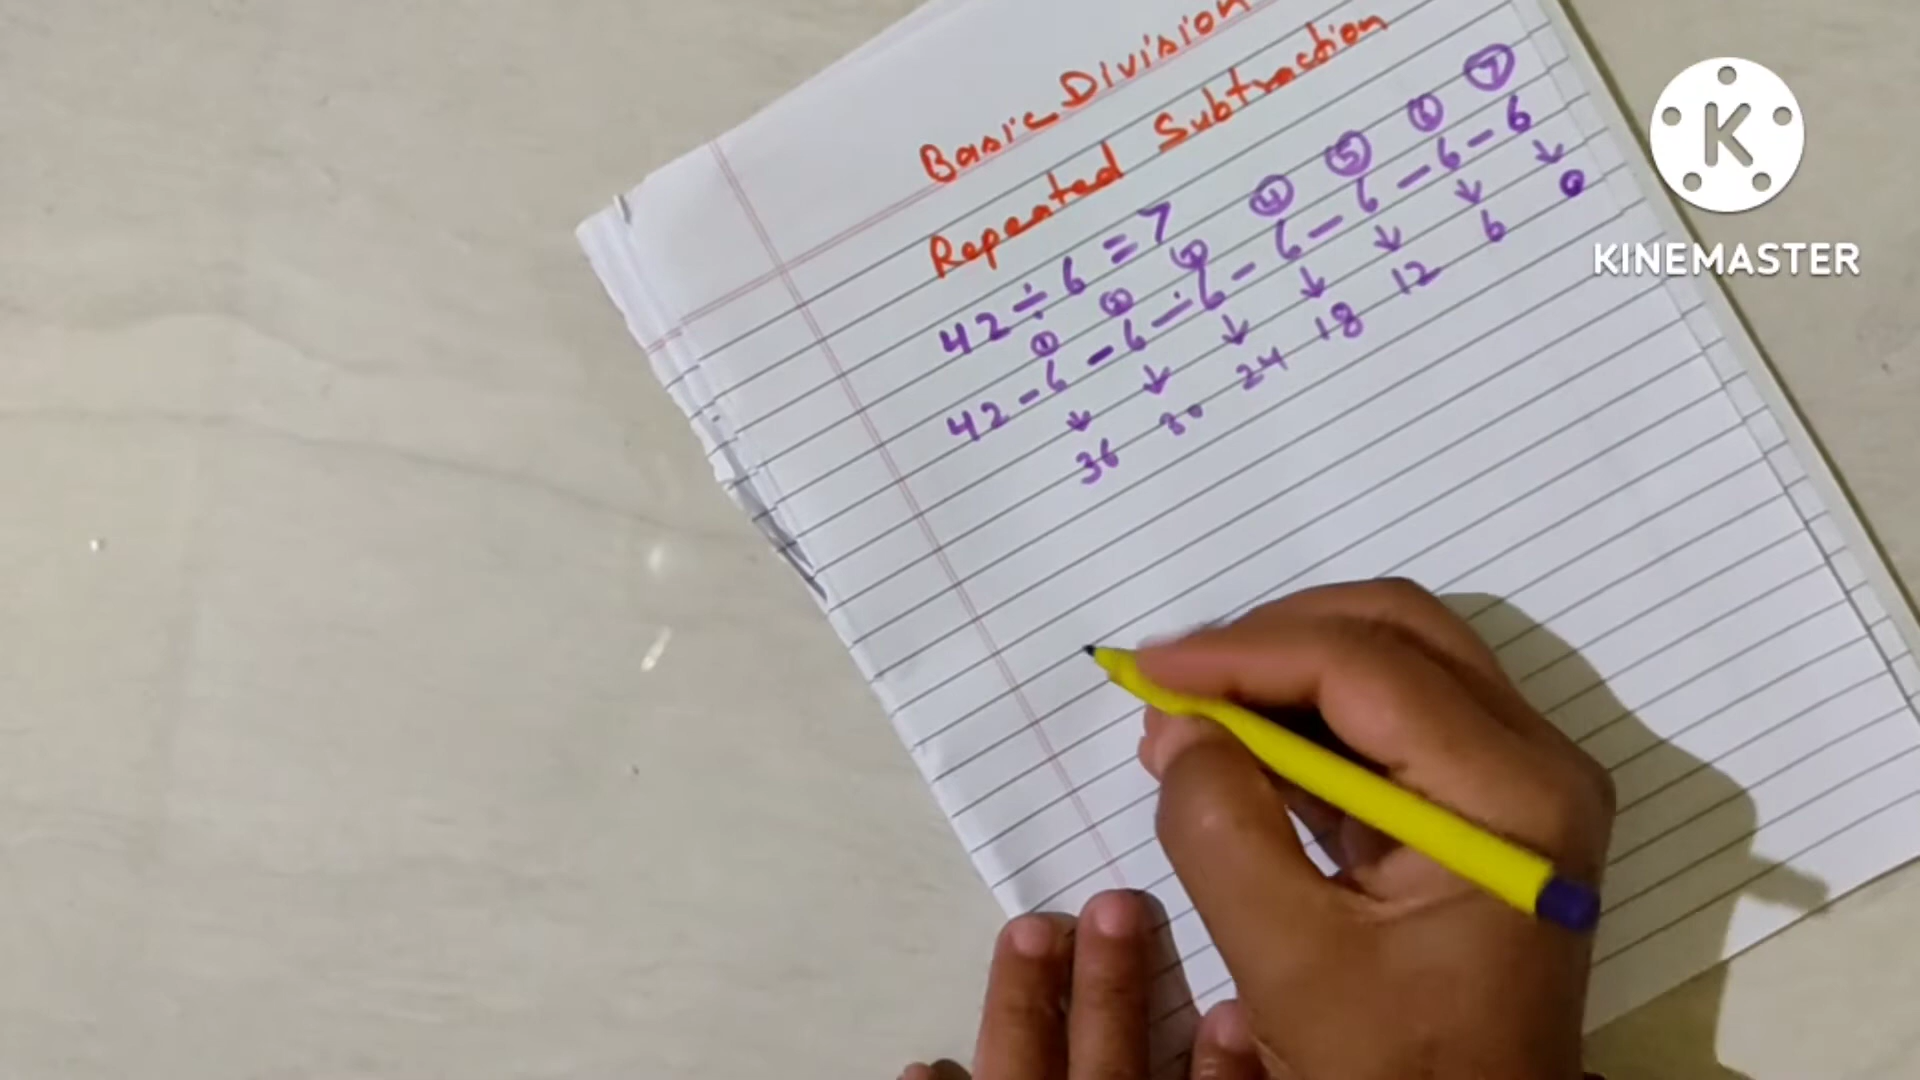 Basic Division
Repeated Subtraction
42 ÷ 6 = 7
① ② ③ ④ ⑤ ⑥ ⑦
42 - 6 - 6 - 6 - 6 - 6 - 6 - 6
↓ ↓ ↓ ↓ ↓ ↓ ↓
36 30 24 18 12 6 0
K
KINEMASTER